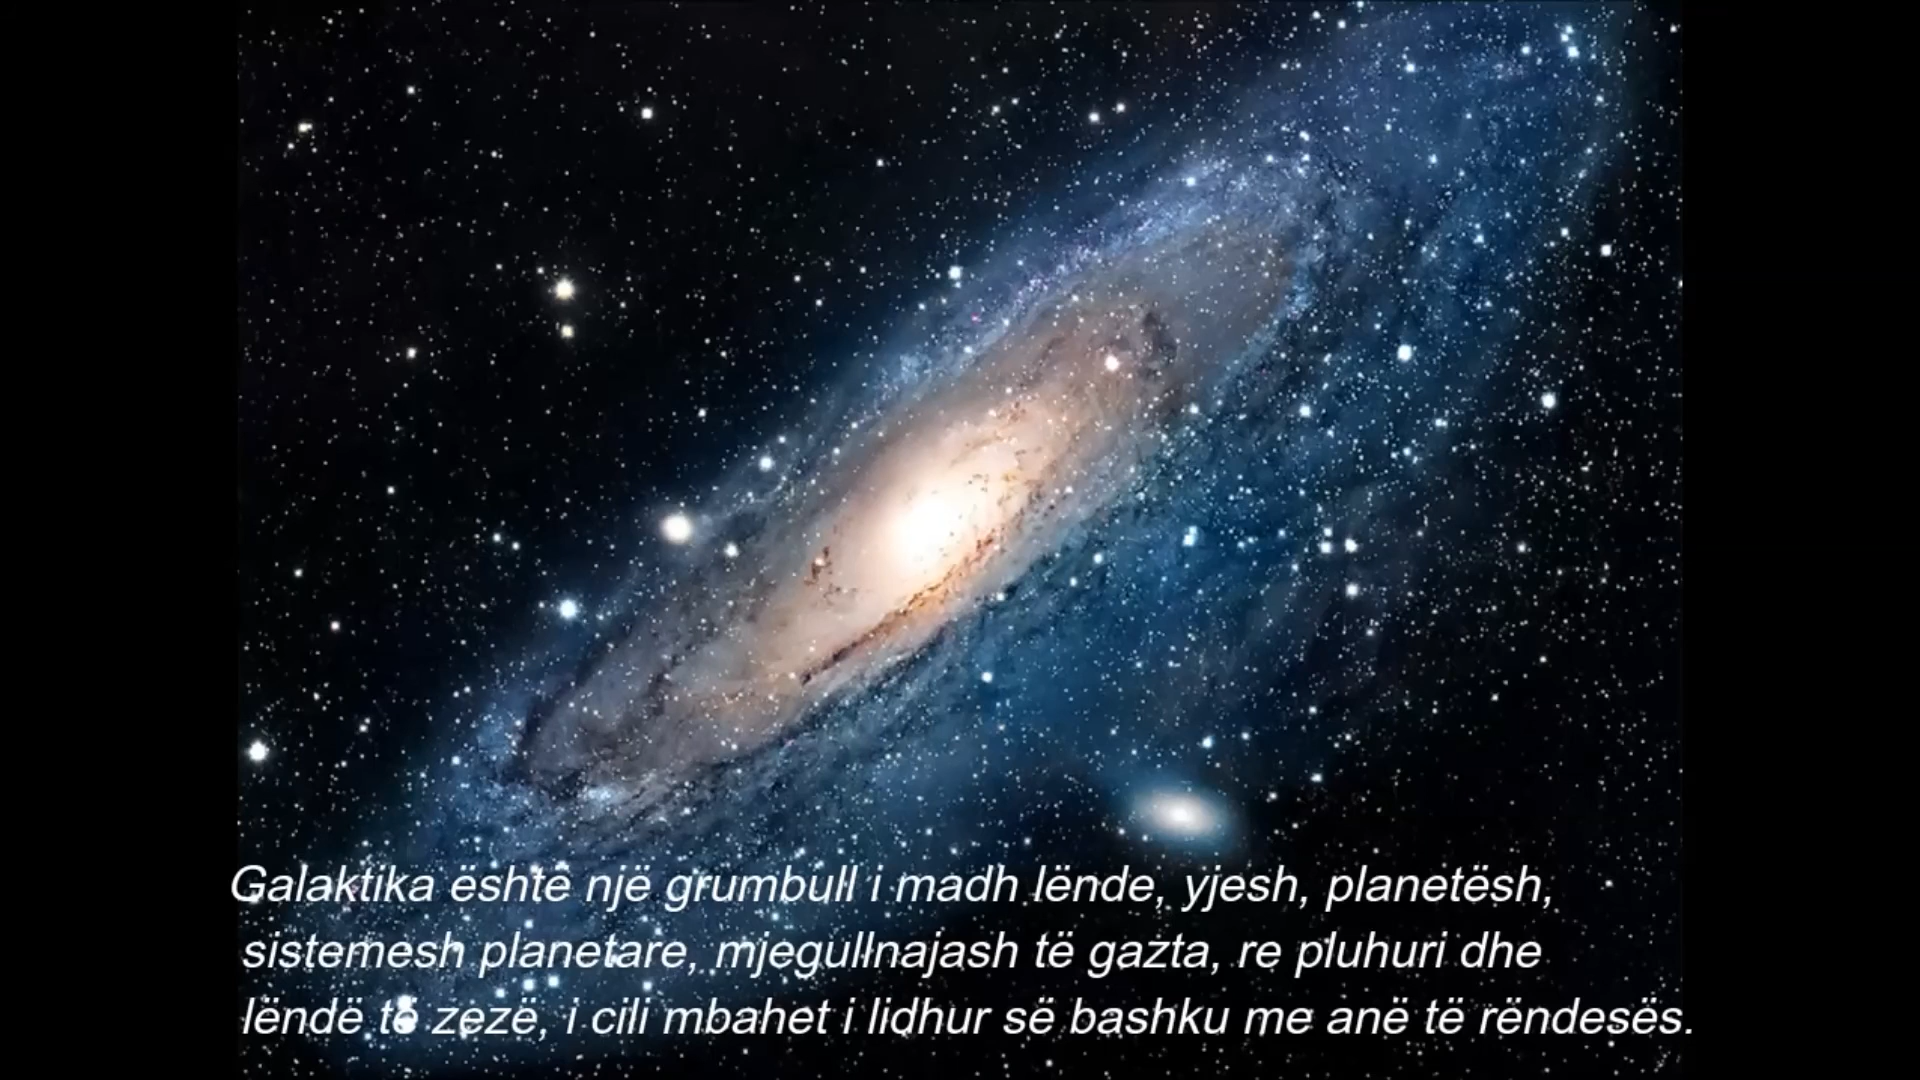 Galaktika është një grumbull i madh lënde, yjesh, planetësh,
sistemesh planetare, mjegullnajash të gazta, re pluhuri dhe
lëndë të zezë, i cili mbahet i lidhur së bashku me anë të rëndesës.